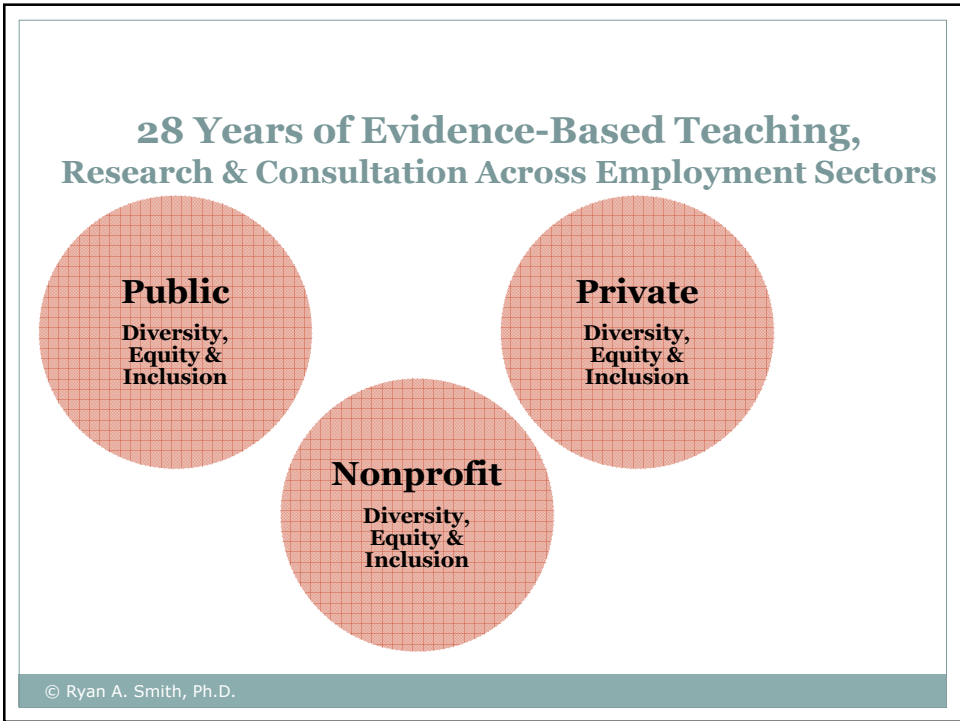 28 Years of Evidence-Based Teaching,
Research & Consultation Across Employment Sectors
Public
Diversity,
Equity &
Inclusion
Private
Diversity,
Equity &
Inclusion
Nonprofit
Diversity,
Equity &
Inclusion
© Ryan A. Smith, Ph.D.